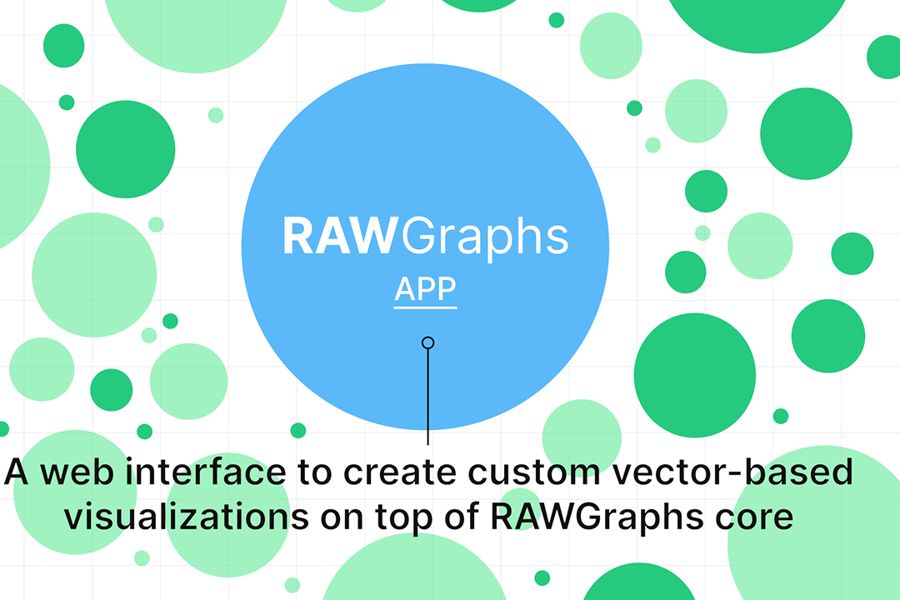 RAWGraphs
APP
A web interface to create custom vector-based
visualizations on top of RAWGraphs core